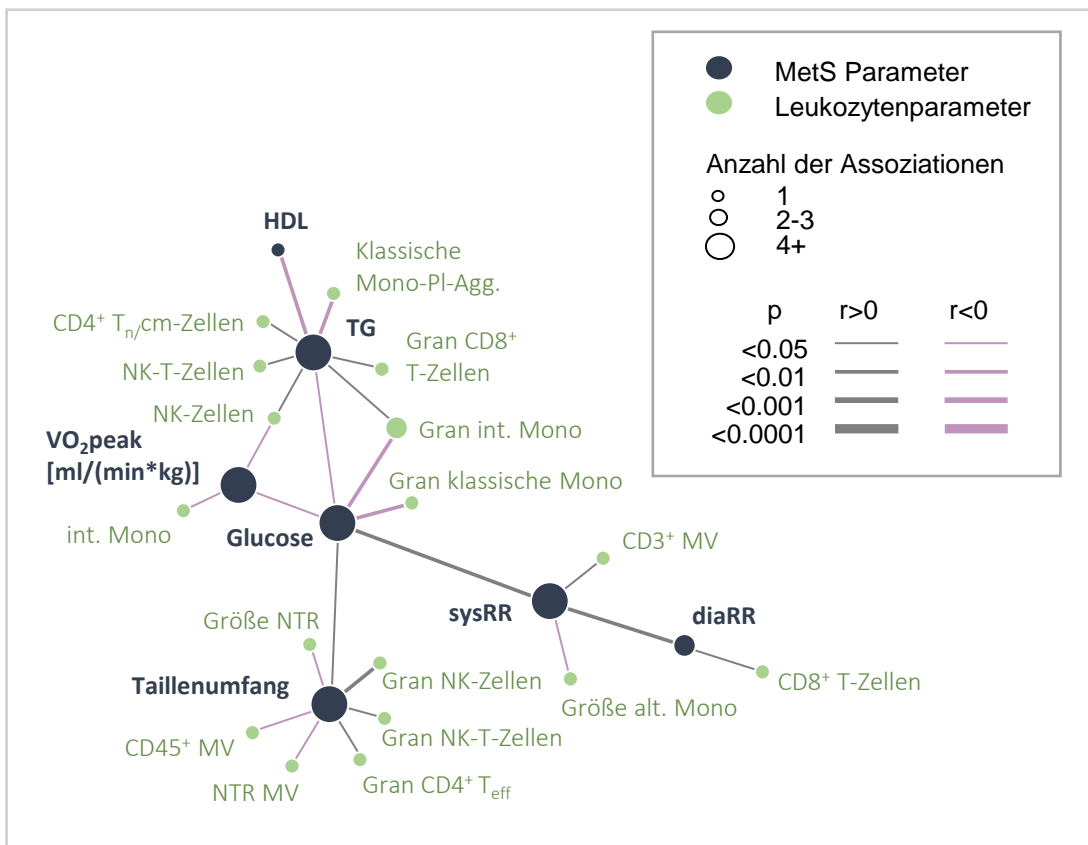 MetS Parameter
Leukozytenparameter
Anzahl der Assoziationen
1
2-3
4+
p r>0 r<0
<0.05
<0.01
<0.001
<0.0001
HDL
Klassische
Mono-Pl-Agg.
CD4⁺ Tn/cm-Zellen
TG
Gran CD8⁺
T-Zellen
NK-T-Zellen
NK-Zellen
Gran int. Mono
VO₂peak
[ml/(min*kg)]
Gran klassische Mono
int. Mono
Glucose
CD3⁺ MV
sysRR
diaRR
Größe NTR
Gran NK-Zellen
CD8⁺ T-Zellen
Taillenumfang
Größe alt. Mono
Gran NK-T-Zellen
CD45⁺ MV
NTR MV
Gran CD4⁺ Teff